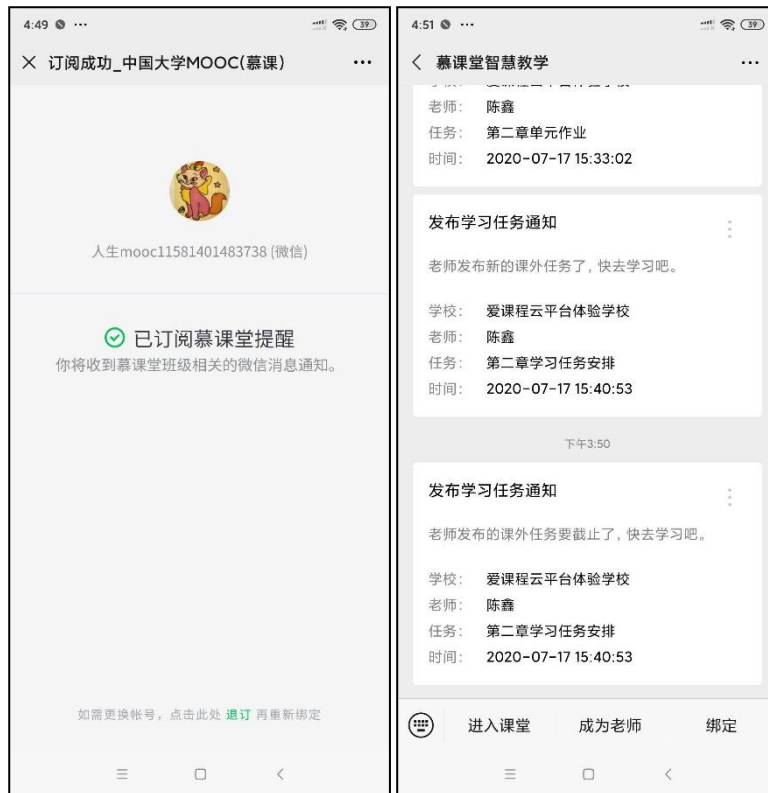 4:49 ...
39
× 订阅成功_中国大学MOOC(慕课) ...
人生mooc11581401483738 (微信)
已订阅慕课堂提醒
你将收到慕课堂班级相关的微信消息通知。
如需更换帐号，点击此处 退订 再重新绑定
4:51 ...
39
慕课堂智慧教学 ...
老师： 陈鑫
任务： 第二章单元作业
时间： 2020-07-17 15:33:02
发布学习任务通知
老师发布新的课外任务了，快去学习吧。
学校： 爱课程云平台体验学校
老师： 陈鑫
任务： 第二章学习任务安排
时间： 2020-07-17 15:40:53
下午3:50
发布学习任务通知
老师发布的课外任务要截止了，快去学习吧。
学校： 爱课程云平台体验学校
老师： 陈鑫
任务： 第二章学习任务安排
时间： 2020-07-17 15:40:53
进入课堂 成为老师 绑定